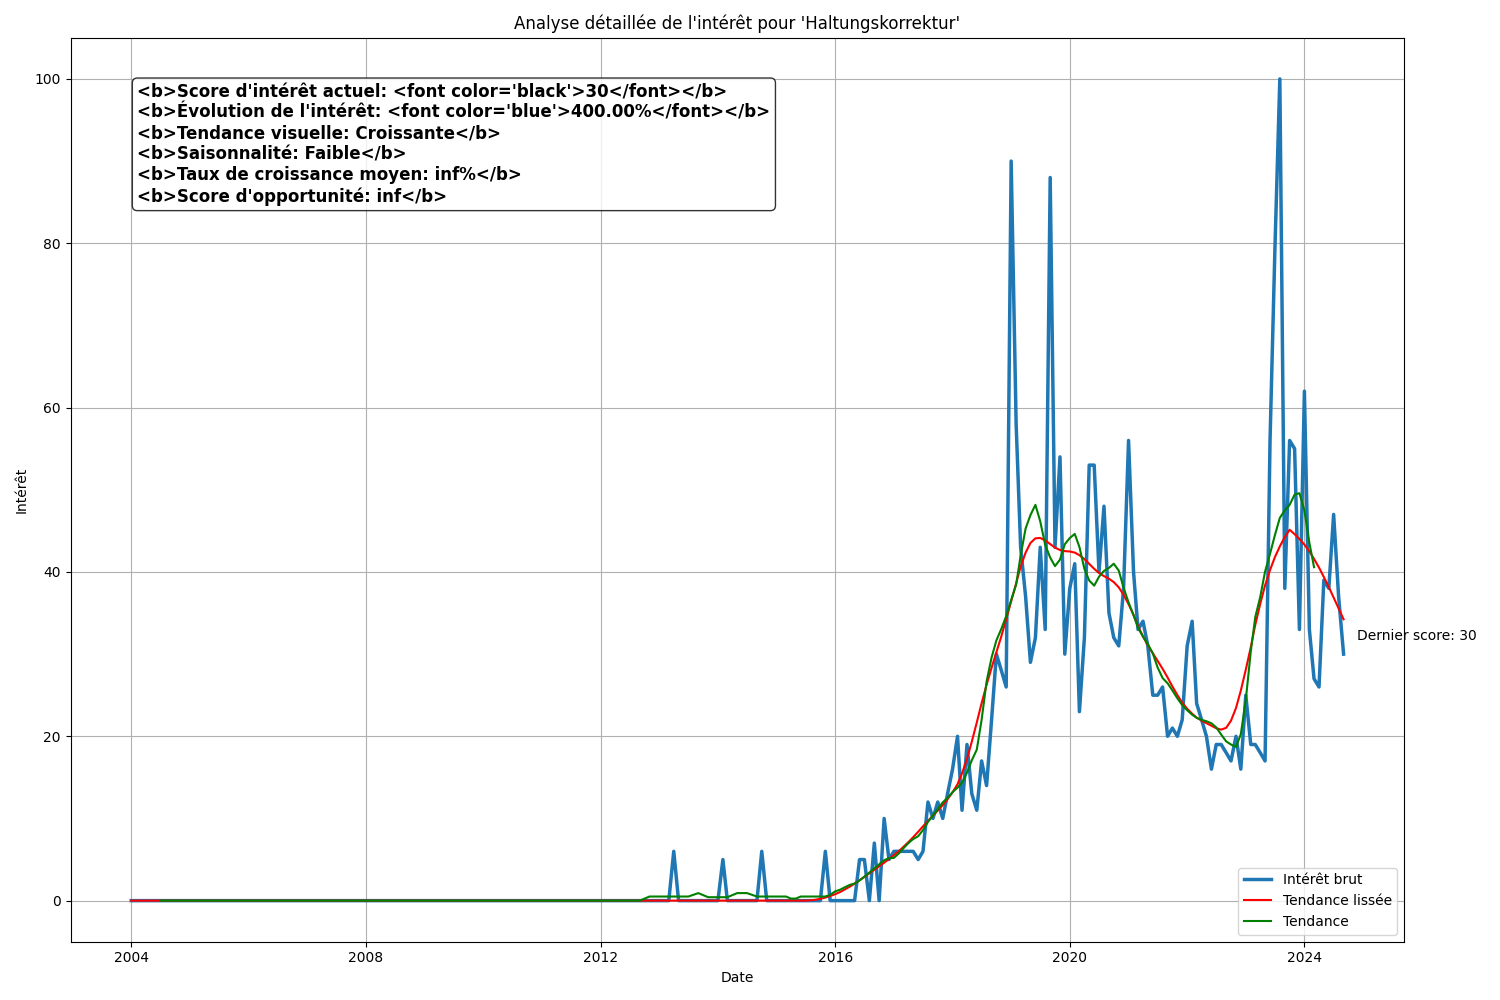 Analyse détaillée de l'intérêt pour 'Haltungskorrektur'
<b>Score d'intérêt actuel: <font color='black'>30</font></b>
<b>Évolution de l'intérêt: <font color='blue'>400.00%</font></b>
<b>Tendance visuelle: Croissante</b>
<b>Saisonnalité: Faible</b>
<b>Taux de croissance moyen: inf%</b>
<b>Score d'opportunité: inf</b>
100
80
60
40
20
0
Intérêt
Dernier score: 30
Intérêt brut
Tendance lissée
Tendance
2004
2008
2012
2016
2020
2024
Date